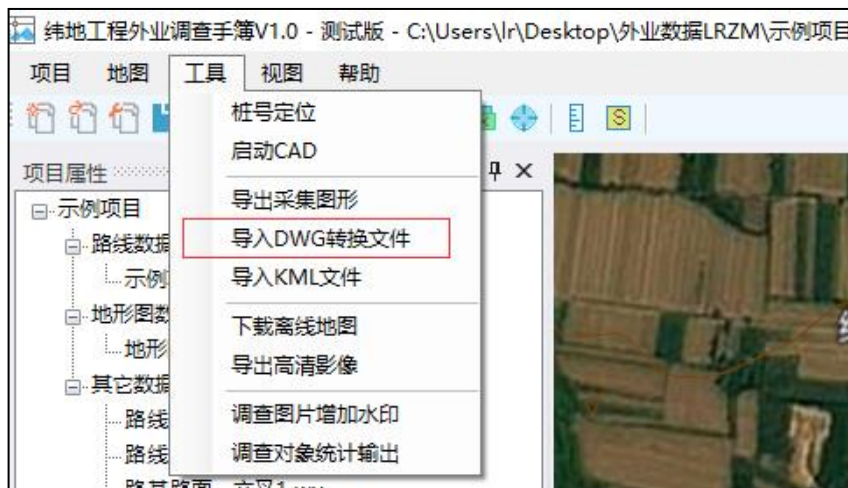 纬地工程外业调查手簿V1.0 - 测试版 - C:\Users\lr\Desktop\外业数据LRZM\示例项目
项目 地图 工具 视图 帮助
桩号定位
启动CAD
导出采集图形
导入DWG转换文件
导入KML文件
下载离线地图
导出高清影像
调查图片增加水印
调查对象统计输出
项目属性
示例项目
路线数据
示例
地形图数
地形
其它数据
路线
路线
S